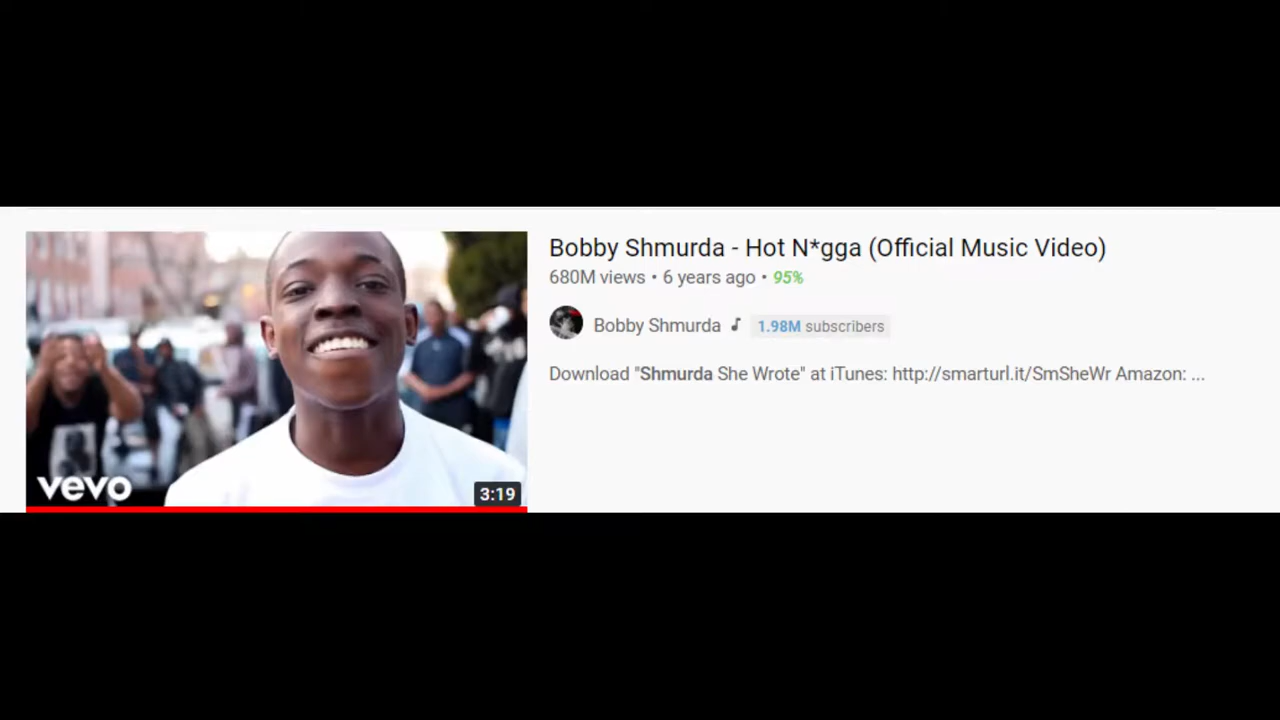 Bobby Shmurda - Hot N*gga (Official Music Video)
680M views • 6 years ago • 95%
Bobby Shmurda 1.98M subscribers
Download "Shmurda She Wrote" at iTunes: http://smarturl.it/SmSheWr Amazon: ...
vevo
3:19